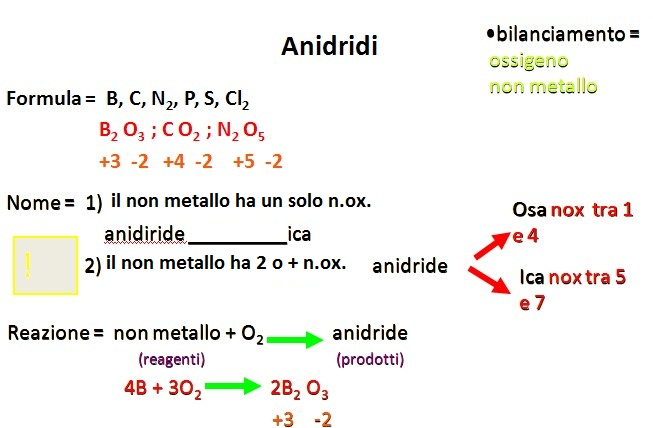 Anidridi
•bilanciamento =
ossigeno
non metallo
Formula = B, C, N₂, P, S, Cl₂
B₂ O₃ ; C O₂ ; N₂ O₅
+3 -2 +4 -2 +5 -2
Nome = 1) il non metallo ha un solo n.ox.
anidiride__________ica
!
2) il non metallo ha 2 o + n.ox. anidride
Osa nox tra 1
e 4
Ica nox tra 5
e 7
Reazione = non metallo + O₂ anidride
(reagenti) (prodotti)
4B + 3O₂ 2B₂ O₃
+3 -2